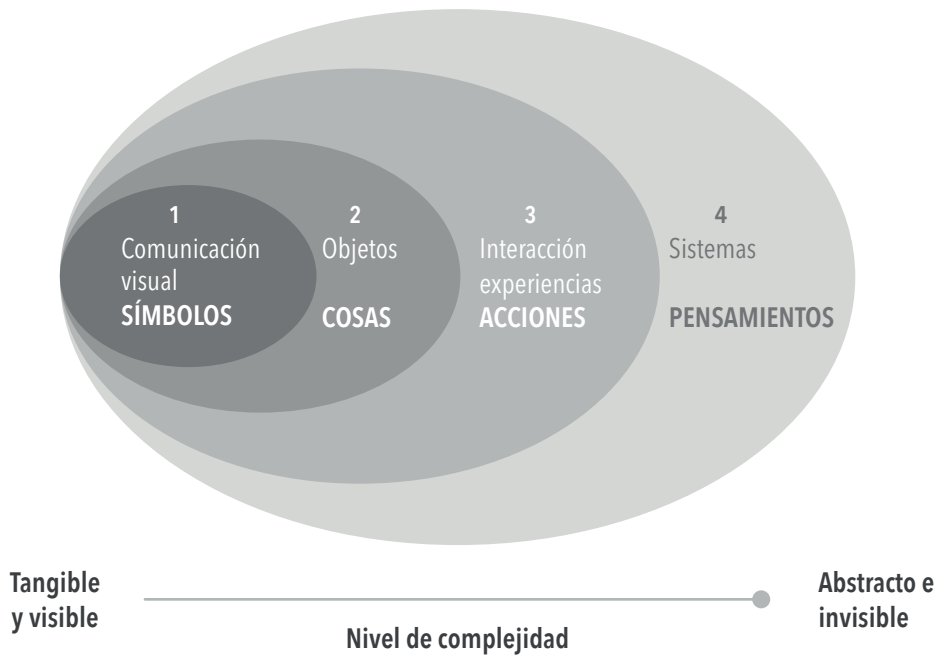 1
Comunicación
visual
SÍMBOLOS
2
Objetos
COSAS
3
Interacción
experiencias
ACCIONES
4
Sistemas
PENSAMIENTOS
Tangible
y visible
Nivel de complejidad
Abstracto e
invisible